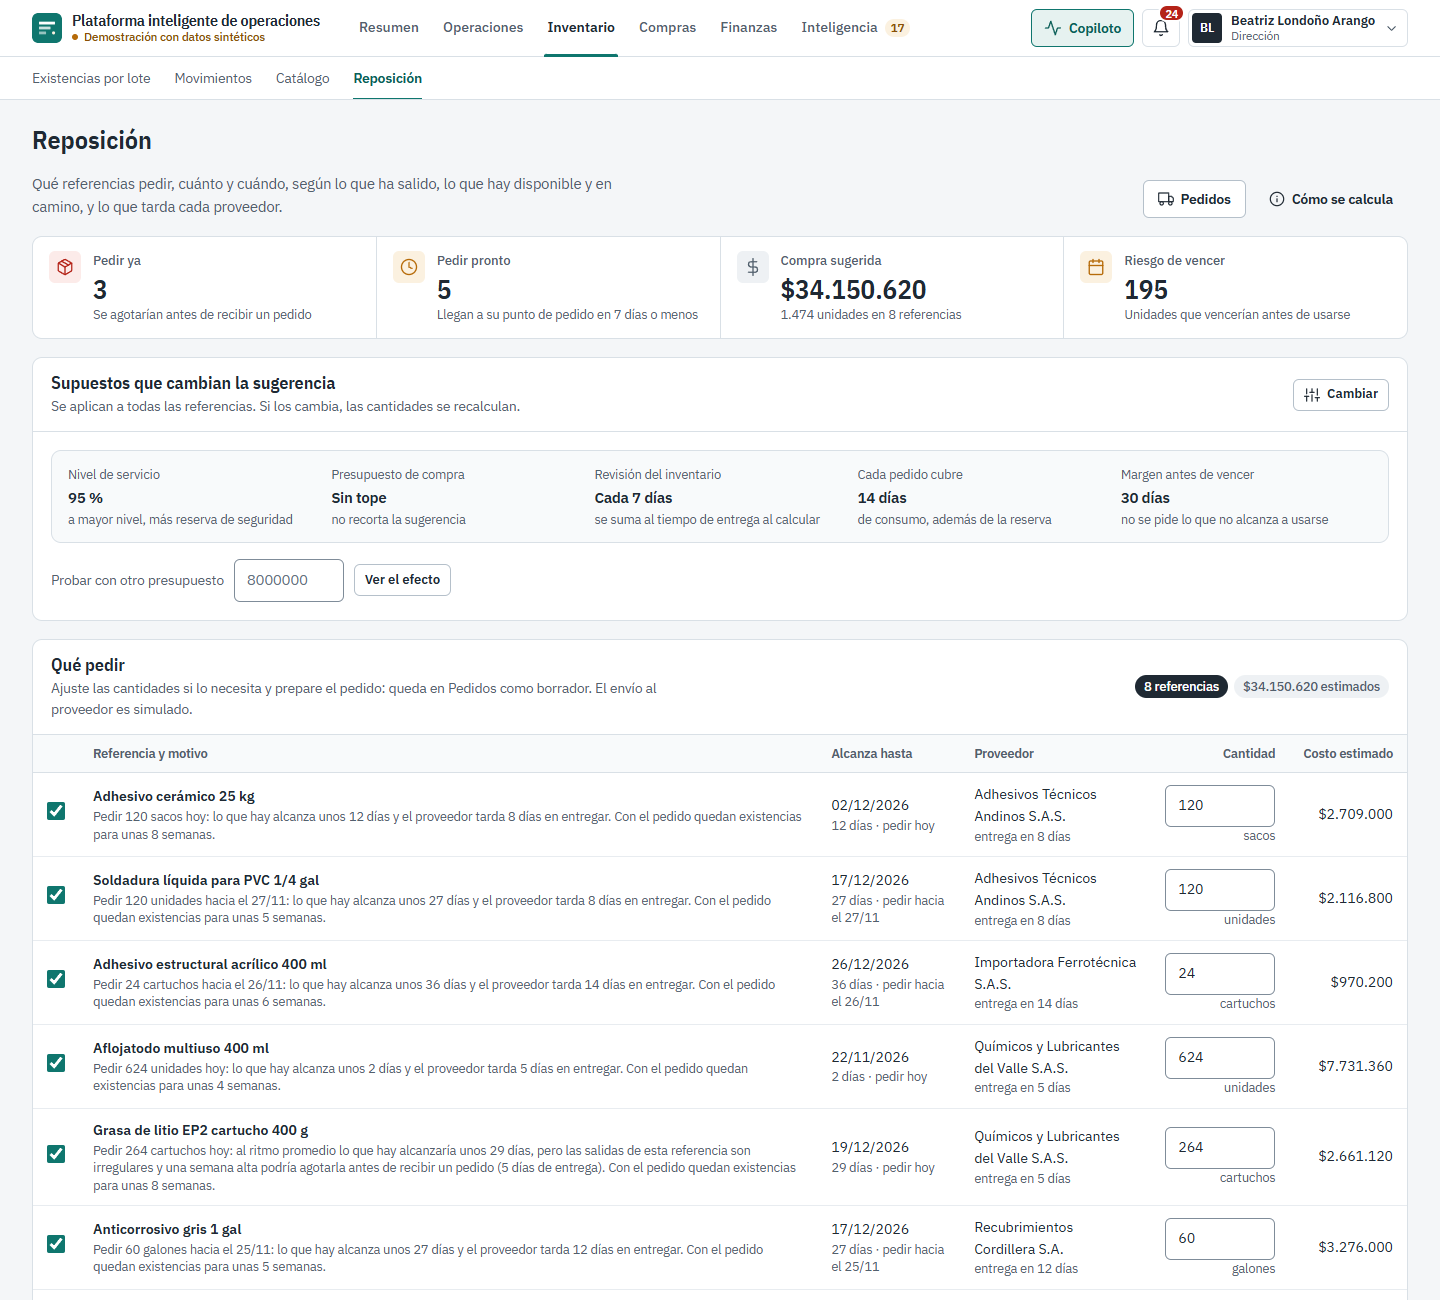 Plataforma inteligente de operaciones
Demostración con datos sintéticos
Resumen
Operaciones
Inventario
Compras
Finanzas
Inteligencia 17
Copiloto
24
BL
Beatriz Londoño Arango
Dirección
Existencias por lote
Movimientos
Catálogo
Reposición
Reposición
Qué referencias pedir, cuánto y cuándo, según lo que ha salido, lo que hay disponible y en
camino, y lo que tarda cada proveedor.
Pedidos
Cómo se calcula
Pedir ya
3
Se agotarían antes de recibir un pedido
Pedir pronto
5
Llegan a su punto de pedido en 7 días o menos
Compra sugerida
$34.150.620
1.474 unidades en 8 referencias
Riesgo de vencer
195
Unidades que vencerían antes de usarse
Supuestos que cambian la sugerencia
Se aplican a todas las referencias. Si los cambia, las cantidades se recalculan.
Cambiar
Nivel de servicio
95 %
a mayor nivel, más reserva de seguridad
Presupuesto de compra
Sin tope
no recorta la sugerencia
Revisión del inventario
Cada 7 días
se suma al tiempo de entrega al calcular
Cada pedido cubre
14 días
de consumo, además de la reserva
Margen antes de vencer
30 días
no se pide lo que no alcanza a usarse
Probar con otro presupuesto
8000000
Ver el efecto
Qué pedir
Ajuste las cantidades si lo necesita y prepare el pedido: queda en Pedidos como borrador. El envío al
proveedor es simulado.
8 referencias
$34.150.620 estimados
Referencia y motivo
Alcanza hasta
Proveedor
Cantidad
Costo estimado
Adhesivo cerámico 25 kg
Pedir 120 sacos hoy: lo que hay alcanza unos 12 días y el proveedor tarda 8 días en entregar. Con el pedido quedan existencias
para unas 8 semanas.
02/12/2026
12 días · pedir hoy
Adhesivos Técnicos
Andinos S.A.S.
entrega en 8 días
120
sacos
$2.709.000
Soldadura líquida para PVC 1/4 gal
Pedir 120 unidades hacia el 27/11: lo que hay alcanza unos 27 días y el proveedor tarda 8 días en entregar. Con el pedido
quedan existencias para unas 5 semanas.
17/12/2026
27 días · pedir hacia
el 27/11
Adhesivos Técnicos
Andinos S.A.S.
entrega en 8 días
120
unidades
$2.116.800
Adhesivo estructural acrílico 400 ml
Pedir 24 cartuchos hacia el 26/11: lo que hay alcanza unos 36 días y el proveedor tarda 14 días en entregar. Con el pedido
quedan existencias para unas 6 semanas.
26/12/2026
36 días · pedir hacia
el 26/11
Importadora Ferrotécnica
S.A.S.
entrega en 14 días
24
cartuchos
$970.200
Aflojatodo multiuso 400 ml
Pedir 624 unidades hoy: lo que hay alcanza unos 2 días y el proveedor tarda 5 días en entregar. Con el pedido quedan
existencias para unas 4 semanas.
22/11/2026
2 días · pedir hoy
Químicos y Lubricantes
del Valle S.A.S.
entrega en 5 días
624
unidades
$7.731.360
Grasa de litio EP2 cartucho 400 g
Pedir 264 cartuchos hoy: al ritmo promedio lo que hay alcanzaría unos 29 días, pero las salidas de esta referencia son
irregulares y una semana alta podría agotarla antes de recibir un pedido (5 días de entrega). Con el pedido quedan existencias
para unas 8 semanas.
19/12/2026
29 días · pedir hoy
Químicos y Lubricantes
del Valle S.A.S.
entrega en 5 días
264
cartuchos
$2.661.120
Anticorrosivo gris 1 gal
Pedir 60 galones hacia el 25/11: lo que hay alcanza unos 27 días y el proveedor tarda 12 días en entregar. Con el pedido
quedan existencias para unas 5 semanas.
17/12/2026
27 días · pedir hacia
el 25/11
Recubrimientos
Cordillera S.A.
entrega en 12 días
60
galones
$3.276.000